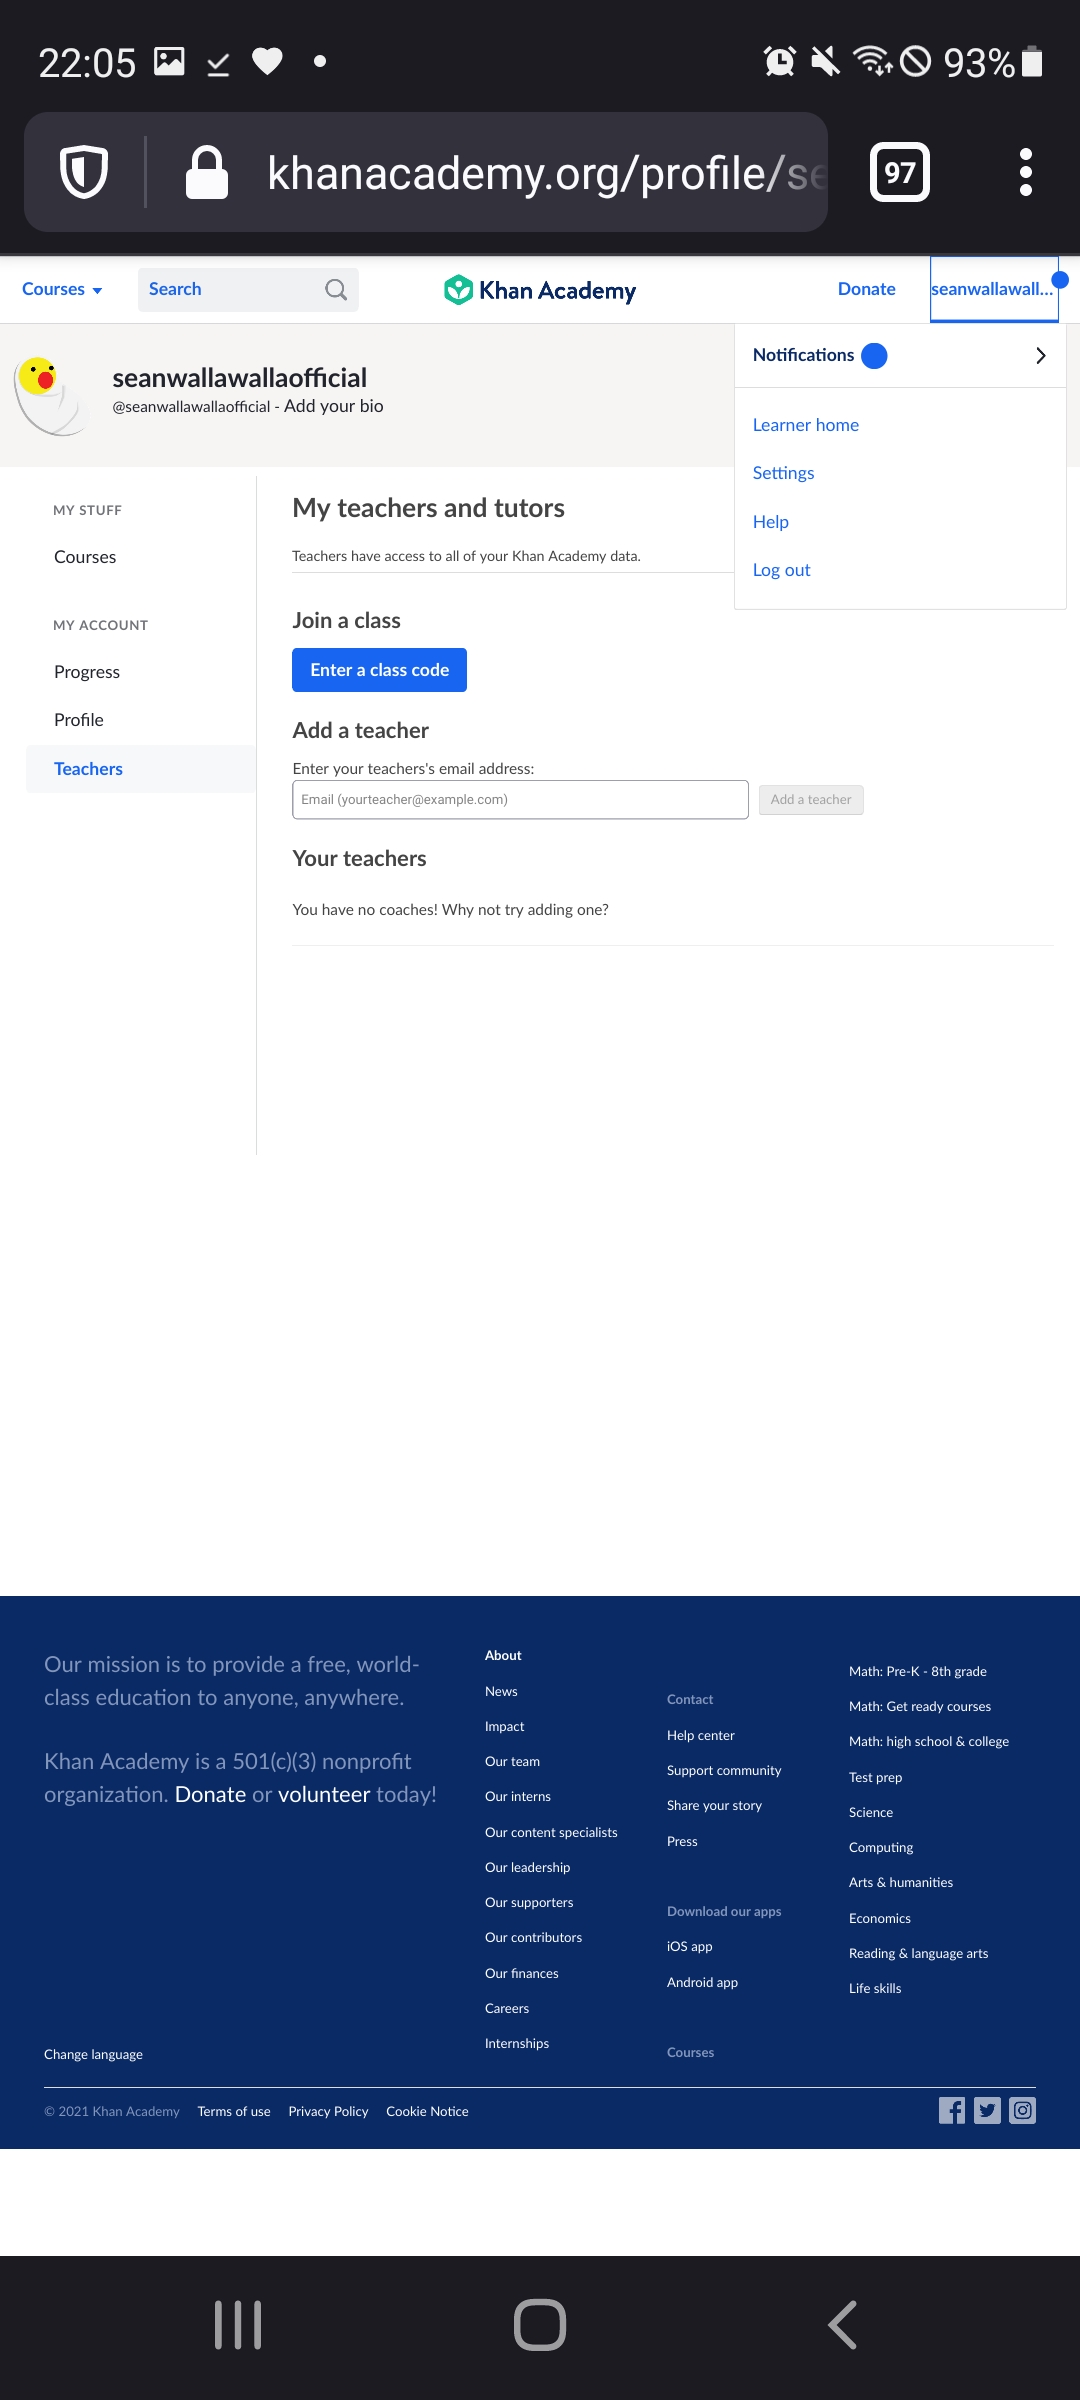 22:05
93%
khanacademy.org/profile/se
97
Courses
Search
Khan Academy
Donate
seanwallawall...
Notifications
Learner home
Settings
Help
Log out
seanwallawallaofficial
@seanwallawallaofficial - Add your bio
MY STUFF
Courses
MY ACCOUNT
Progress
Profile
Teachers
My teachers and tutors
Teachers have access to all of your Khan Academy data.
Join a class
Enter a class code
Add a teacher
Enter your teachers's email address:
Email (yourteacher@example.com)
Add a teacher
Your teachers
You have no coaches! Why not try adding one?
Our mission is to provide a free, world-
class education to anyone, anywhere.
Khan Academy is a 501(c)(3) nonprofit
organization. Donate or volunteer today!
About
News
Impact
Our team
Our interns
Our content specialists
Our leadership
Our supporters
Our contributors
Our finances
Careers
Internships
Contact
Help center
Support community
Share your story
Press
Download our apps
iOS app
Android app
Courses
Math: Pre-K - 8th grade
Math: Get ready courses
Math: high school & college
Test prep
Science
Computing
Arts & humanities
Economics
Reading & language arts
Life skills
Change language
© 2021 Khan Academy
Terms of use
Privacy Policy
Cookie Notice